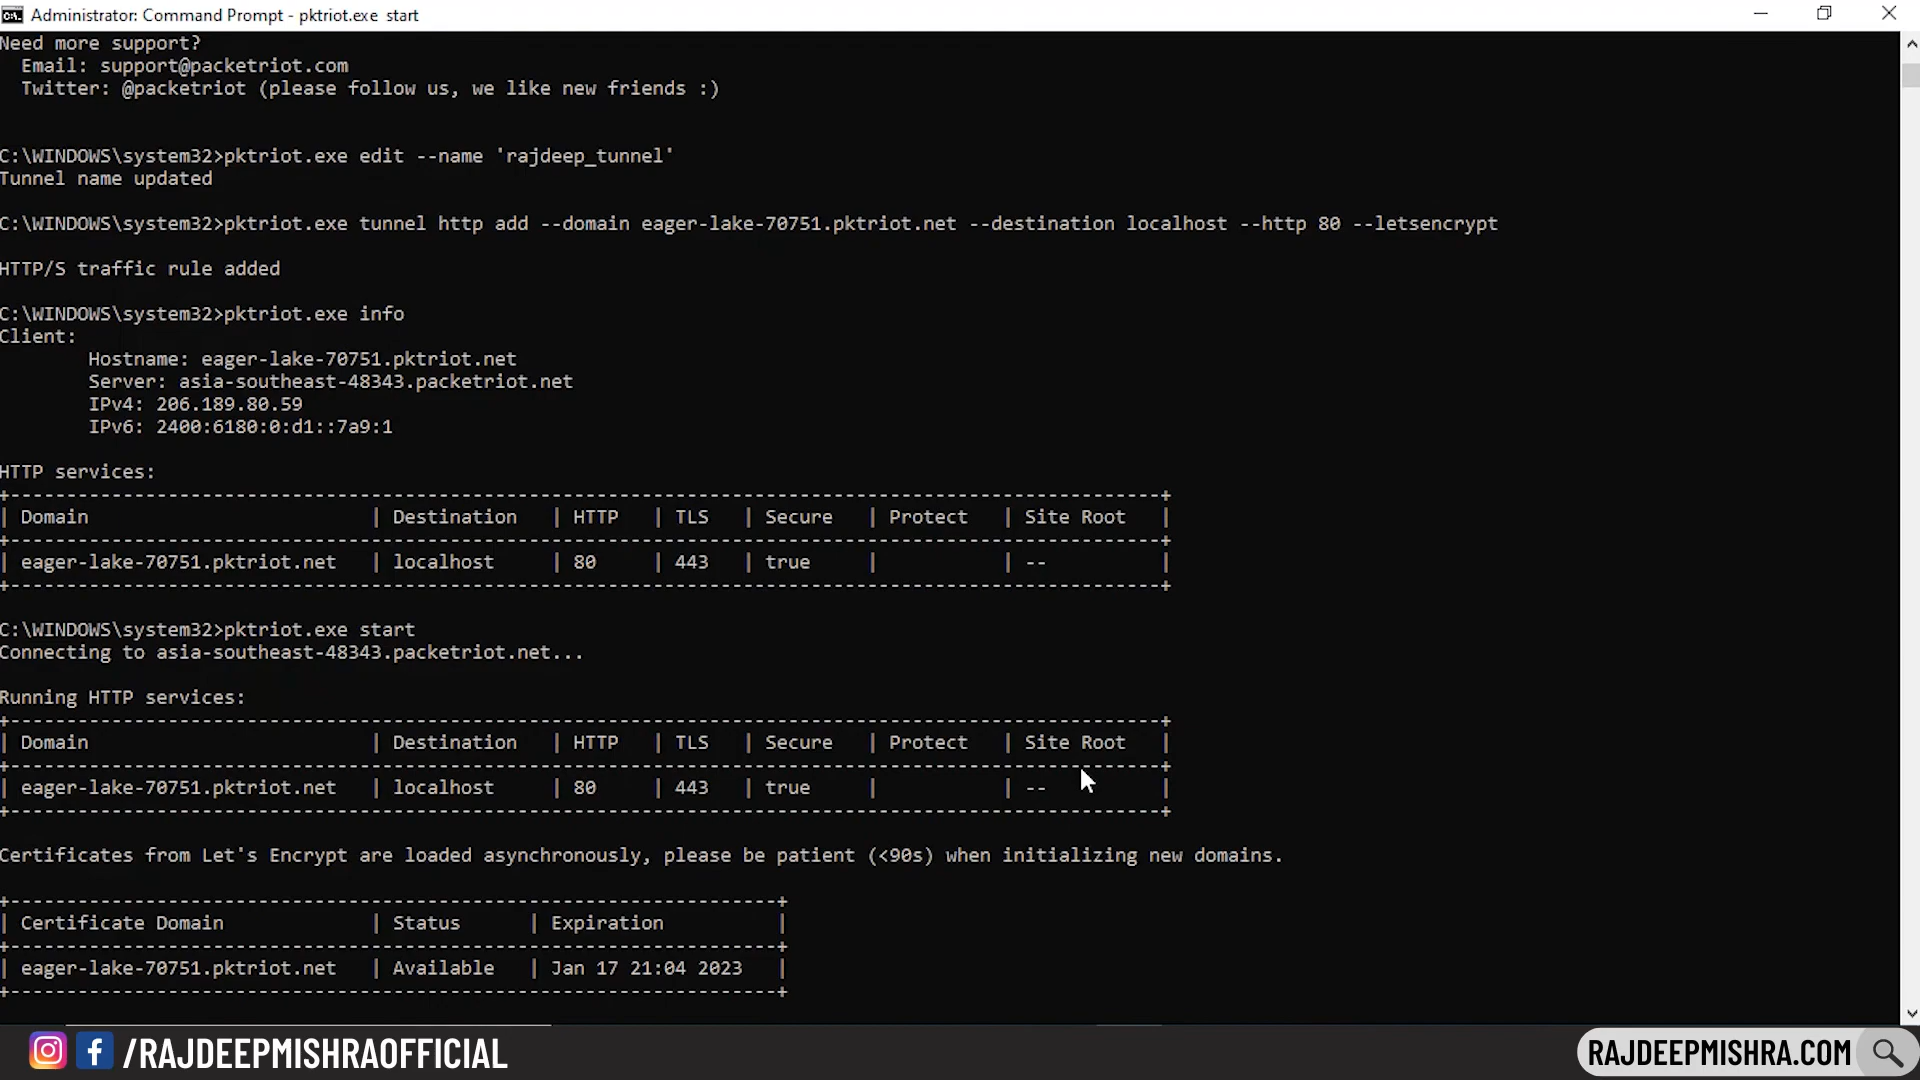 Administrator: Command Prompt - pktriot.exe  start
Need more support?
Email: support@packetriot.com
Twitter: @packetriot (please follow us, we like new friends :)
C:\WINDOWS\system32>pktriot.exe edit --name 'rajdeep_tunnel'
Tunnel name updated
C:\WINDOWS\system32>pktriot.exe tunnel http add --domain eager-lake-70751.pktriot.net --destination localhost --http 80 --letsencrypt
HTTP/S traffic rule added
C:\WINDOWS\system32>pktriot.exe info
Client:
Hostname: eager-lake-70751.pktriot.net
Server: asia-southeast-48343.packetriot.net
IPv4: 206.189.80.59
IPv6: 2400:6180:0:d1::7a9:1
HTTP services:
| Domain | Destination | HTTP | TLS | Secure | Protect | Site Root |
| eager-lake-70751.pktriot.net | localhost | 80 | 443 | true | | -- |
C:\WINDOWS\system32>pktriot.exe start
Connecting to asia-southeast-48343.packetriot.net...
Running HTTP services:
| Domain | Destination | HTTP | TLS | Secure | Protect | Site Root |
| eager-lake-70751.pktriot.net | localhost | 80 | 443 | true | | -- |
Certificates from Let's Encrypt are loaded asynchronously, please be patient (<90s) when initializing new domains.
| Certificate Domain | Status | Expiration |
| eager-lake-70751.pktriot.net | Available | Jan 17 21:04 2023 |
/RAJDEEPMISHRAOFFICIAL
RAJDEEPMISHRA.COM